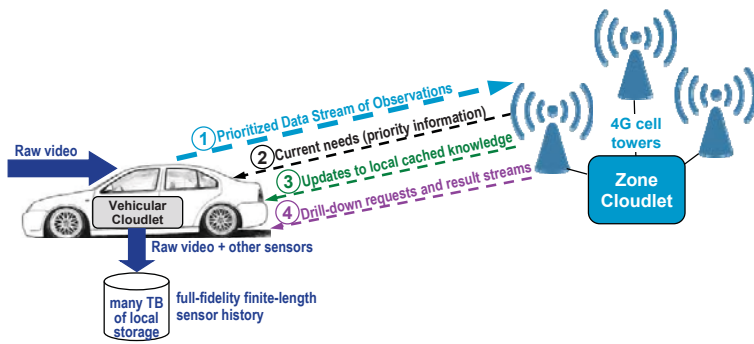 1 Prioritized Data Stream of Observations
2 Current needs (priority information)
3 Updates to local cached knowledge
4 Drill-down requests and result streams
4G cell
towers
Zone
Cloudlet
Raw video
Vehicular
Cloudlet
Raw video + other sensors
many TB
of local
storage
full-fidelity finite-length
sensor history